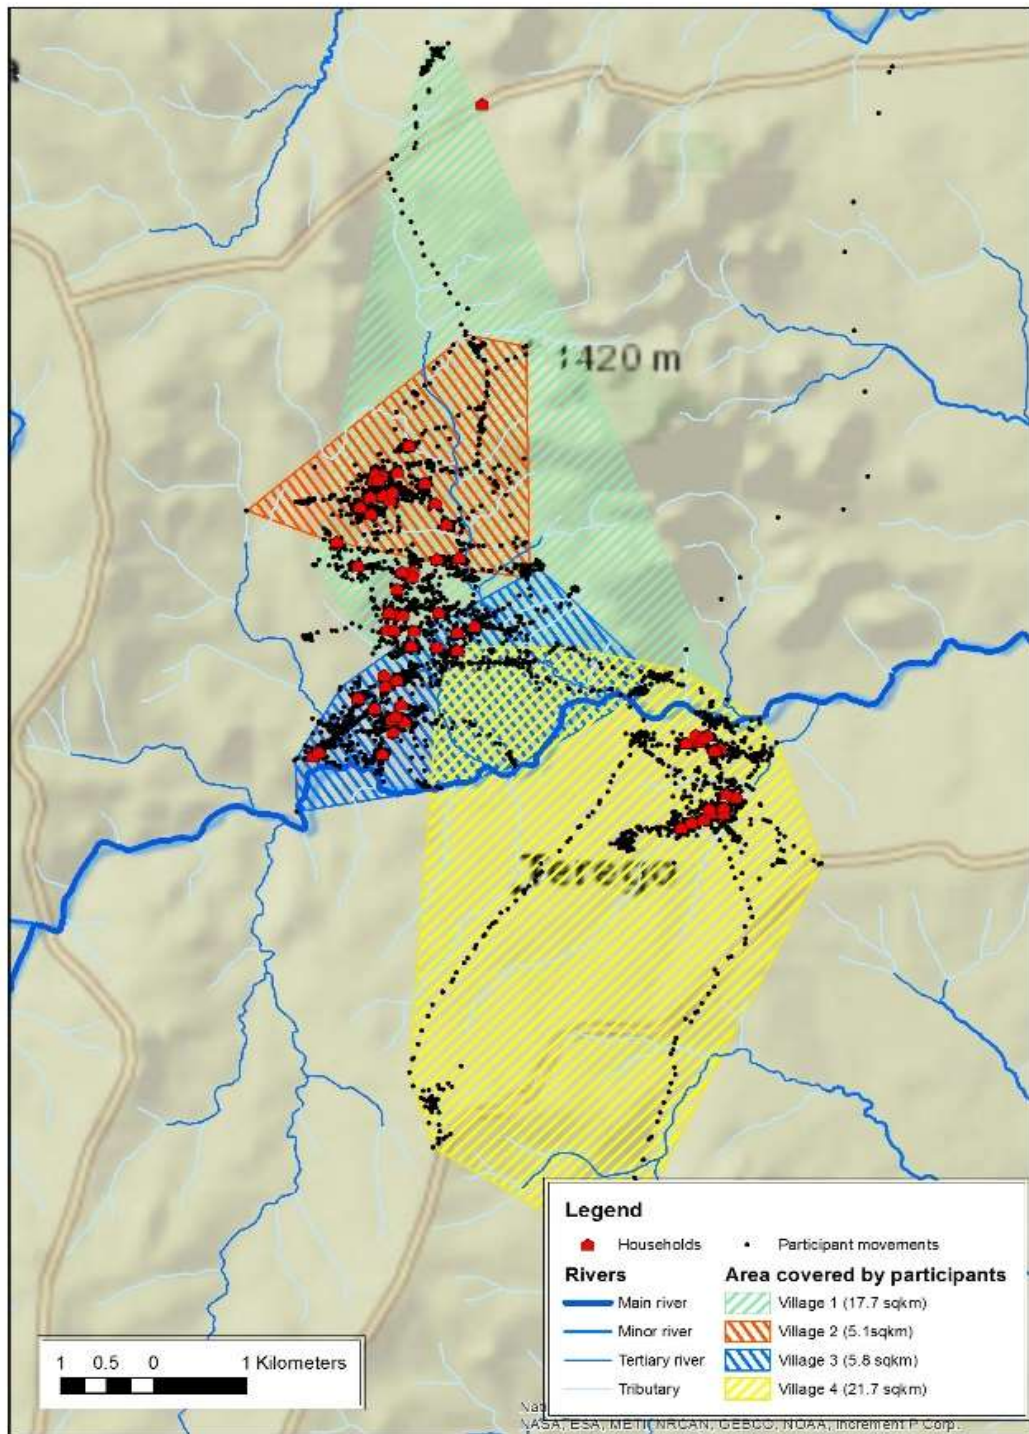 1420 m
Terego
Legend
Households
Participant movements
Rivers
Area covered by participants
Main river
Village 1 (17.7 sqkm)
Minor river
Village 2 (5.1sqkm)
Tertiary river
Village 3 (5.8 sqkm)
Tributary
Village 4 (21.7 sqkm)
1 0.5 0 1 Kilometers
NASA, ESA, METI, NRCAN, GEBCO, NOAA, Increment P Corp.